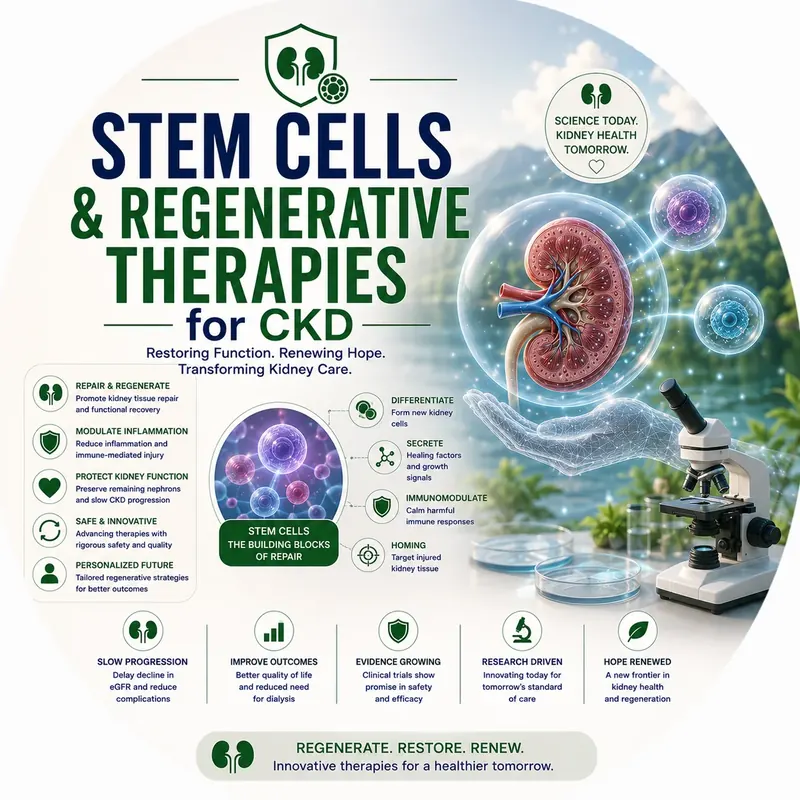 STEM CELLS
& REGENERATIVE
THERAPIES
for CKD
Restoring Function. Renewing Hope.
Transforming Kidney Care.
SCIENCE TODAY.
KIDNEY HEALTH
TOMORROW.
REPAIR & REGENERATE
Promote kidney tissue repair
and functional recovery
MODULATE INFLAMMATION
Reduce inflammation and
immune-mediated injury
PROTECT KIDNEY FUNCTION
Preserve remaining nephrons
and slow CKD progression
SAFE & INNOVATIVE
Advancing therapies with
rigorous safety and quality
PERSONALIZED FUTURE
Tailored regenerative strategies
for better outcomes
STEM CELLS
THE BUILDING BLOCKS
OF REPAIR
DIFFERENTIATE
Form new kidney
cells
SECRETE
Healing factors
and growth
signals
IMMUNOMODULATE
Calm harmful
immune responses
HOMING
Target injured
kidney tissue
SLOW PROGRESSION
Delay decline in
eGFR and reduce
complications
IMPROVE OUTCOMES
Better quality of life
and reduced need
for dialysis
EVIDENCE GROWING
Clinical trials show
promise in safety
and efficacy
RESEARCH DRIVEN
Innovating today for
tomorrow's standard
of care
HOPE RENEWED
A new frontier in
kidney health
and regeneration
REGENERATE. RESTORE. RENEW.
Innovative therapies for a healthier tomorrow.